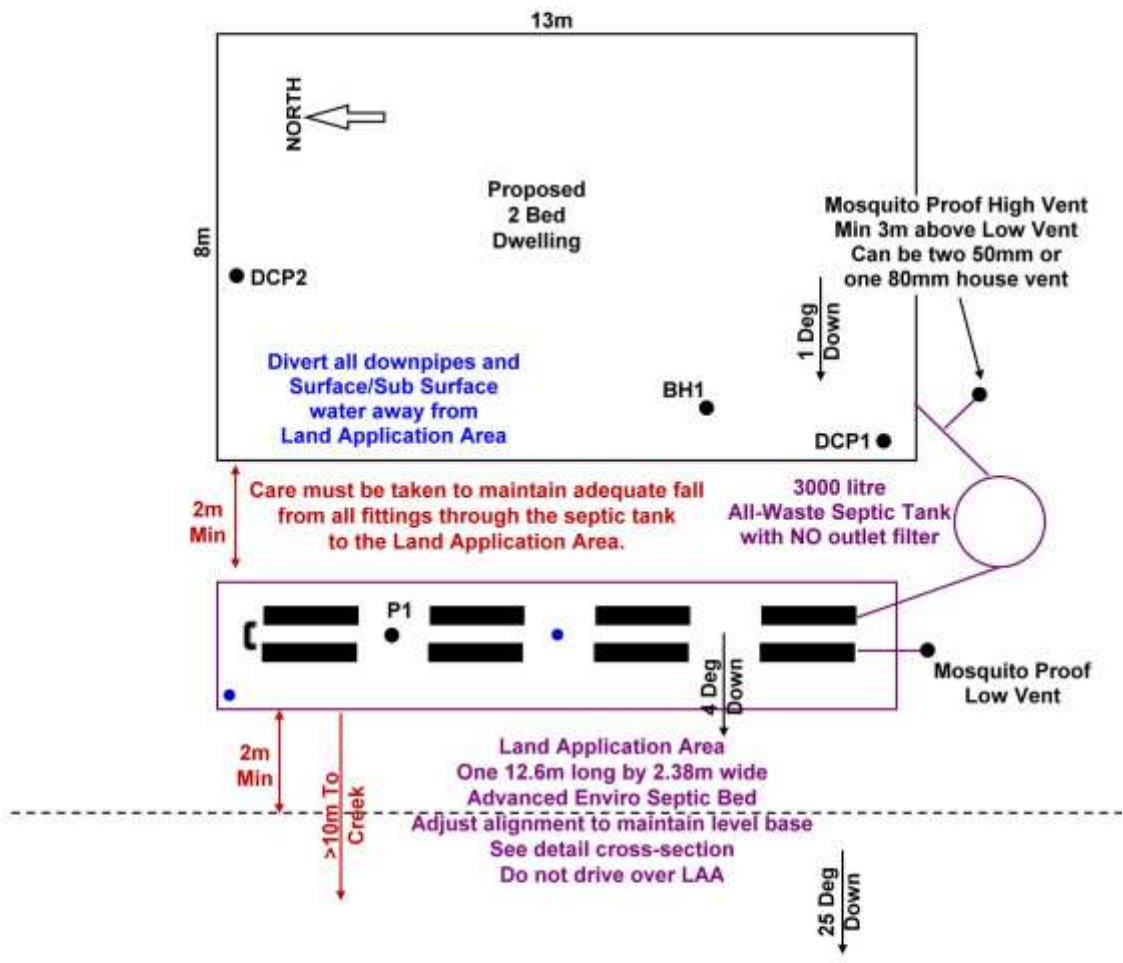 13m
NORTH
8m
Proposed
2 Bed
Dwelling
Mosquito Proof High Vent
Min 3m above Low Vent
Can be two 50mm or
one 80mm house vent
DCP2
1 Deg
Down
Divert all downpipes and
Surface/Sub Surface
water away from
Land Application Area
BH1
DCP1
2m
Min
Care must be taken to maintain adequate fall
from all fittings through the septic tank
to the Land Application Area.
3000 litre
All-Waste Septic Tank
with NO outlet filter
P1
4 Deg
Down
Mosquito Proof
Low Vent
2m
Min
>10m To
Creek
Land Application Area
One 12.6m long by 2.38m wide
Advanced Enviro Septic Bed
Adjust alignment to maintain level base
See detail cross-section
Do not drive over LAA
25 Deg
Down